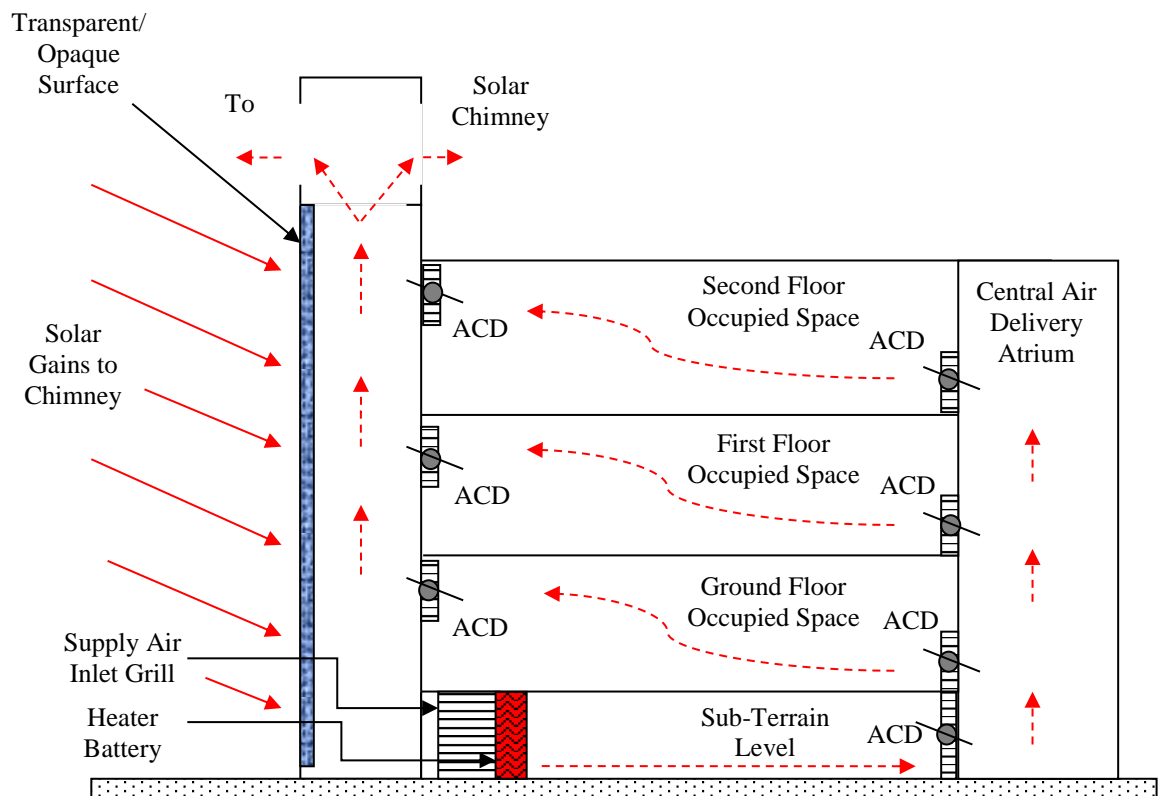 Transparent/
Opaque
Surface
To
Solar
Chimney
Solar
Gains to
Chimney
Second Floor
Occupied Space
ACD
ACD
Central Air
Delivery
Atrium
First Floor
Occupied Space
ACD
ACD
Ground Floor
Occupied Space
ACD
ACD
Supply Air
Inlet Grill
Heater
Battery
Sub-Terrain
Level
ACD